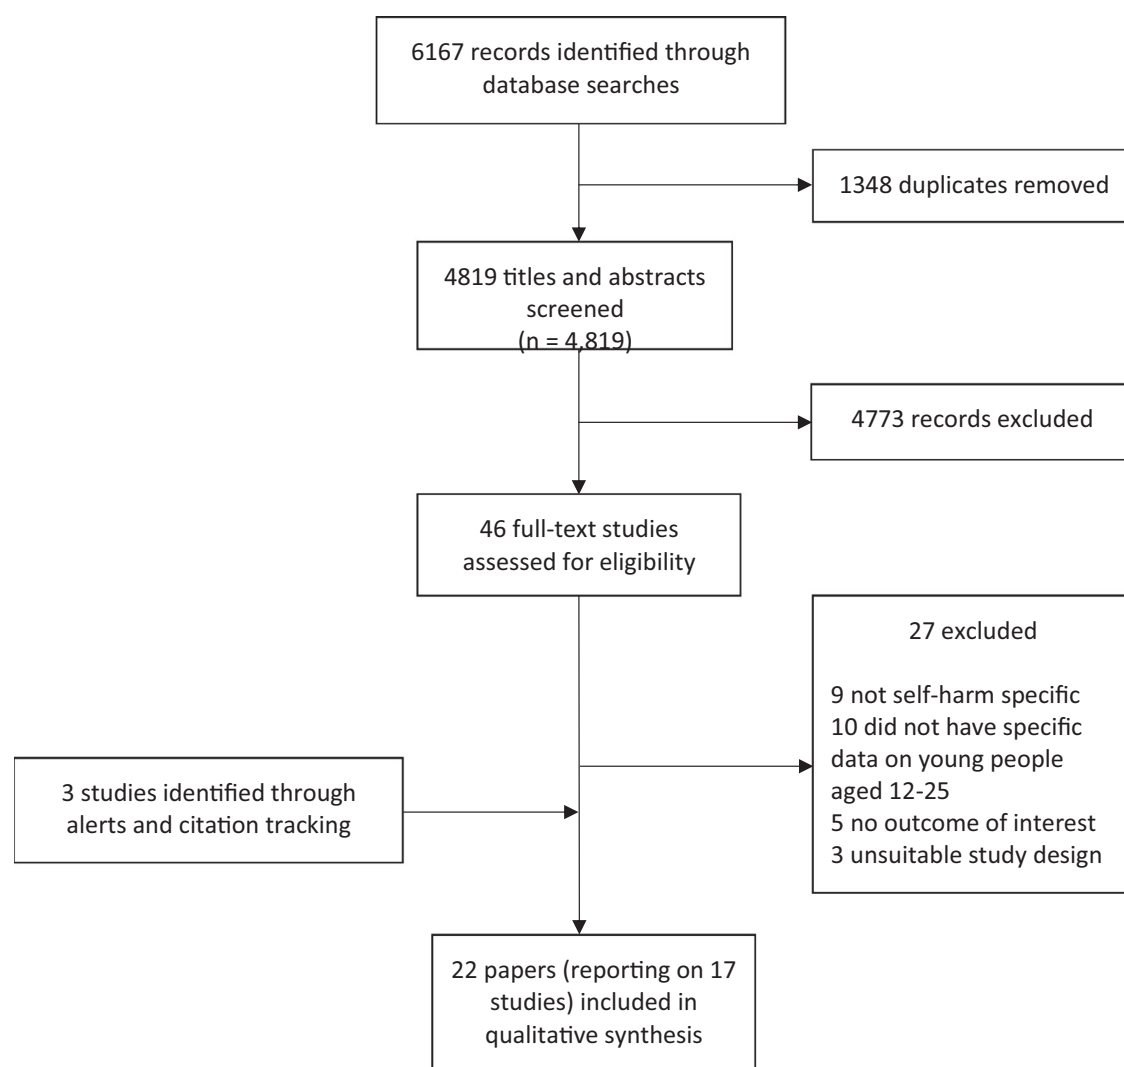 6167 records identified through
database searches
1348 duplicates removed
4819 titles and abstracts
screened
(n = 4,819)
4773 records excluded
46 full-text studies
assessed for eligibility
27 excluded
9 not self-harm specific
10 did not have specific
data on young people
aged 12-25
5 no outcome of interest
3 unsuitable study design
3 studies identified through
alerts and citation tracking
22 papers (reporting on 17
studies) included in
qualitative synthesis